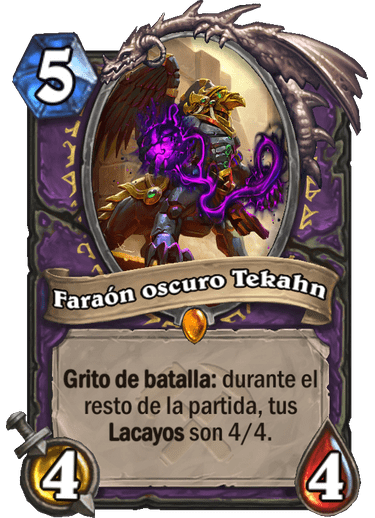 5
Faraón oscuro Tekahn
Grito de batalla: durante el
resto de la partida, tus
Lacayos son 4/4.
4
4